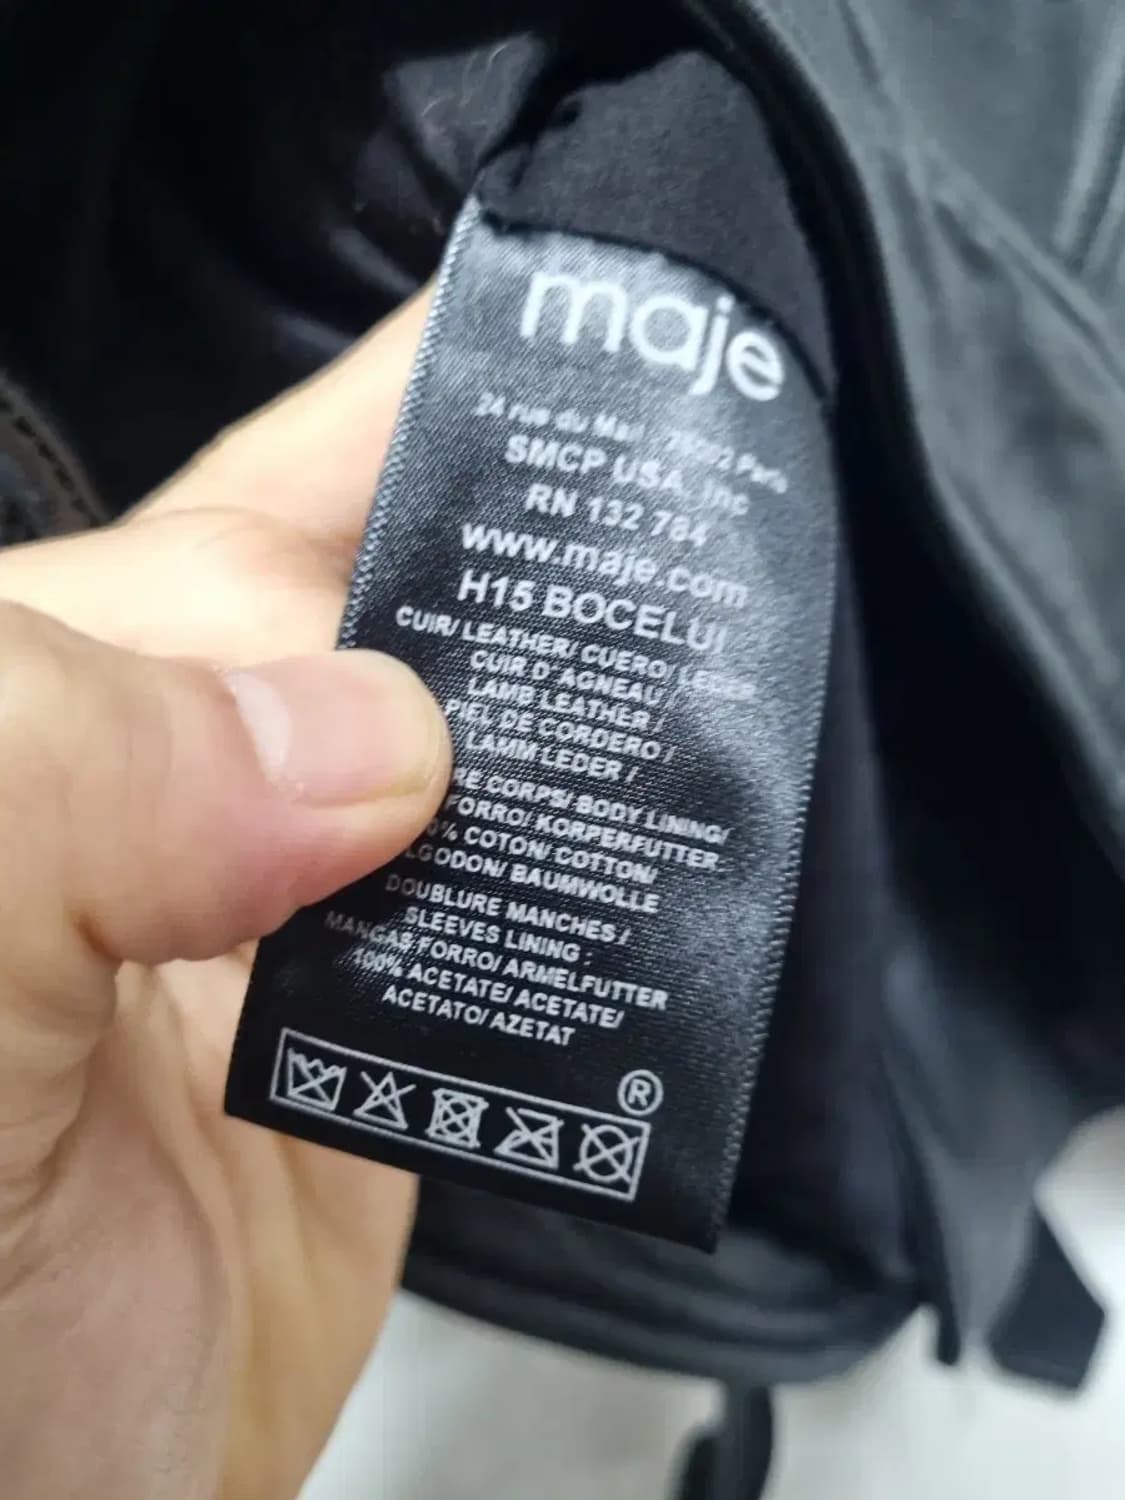 maje
24 rue du Mail 75002 Paris
SMCP USA, Inc
RN 132 784
www.maje.com
H15 BOCELUI
CUIR/ LEATHER/ CUERO/ LEDER
CUIR D' AGNEAU/
LAMB LEATHER /
PIEL DE CORDERO /
LAMM LEDER /
CORPS/ BODY LINING/
FORRO/ KORPERFUTTER
COTON/ COTTON/
BAUMWOLLE
DOUBLURE MANCHES /
SLEEVES LINING :
MANGAS FORRO/ ARMELFUTTER
100% ACETATE/ ACETATE/
ACETATO/ AZETAT
®